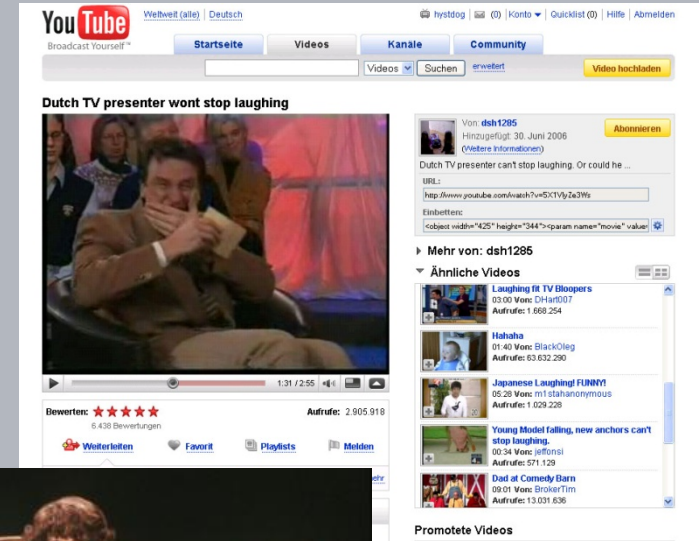 You Tube
Broadcast Yourself™
Weltweit (alle) | Deutsch
hystdog | (0) | Konto ▼ | Quicklist (0) | Hilfe | Abmelden
Startseite Videos Kanäle Community
Videos Suchen erweitert Video hochladen
Dutch TV presenter wont stop laughing
1:31 / 2:55
Bewerten: Aufrufe: 2.905.918
6.438 Bewertungen
Weiterleiten Favorit Playlists Melden
Von: dsh1285
Hinzugefügt: 30. Juni 2006
(Weitere Informationen)
Abonnieren
Dutch TV presenter can't stop laughing. Or could he ...
URL:
Einbetten:
<object width="425" height="344"><param name="movie" value=
Mehr von: dsh1285
Ähnliche Videos
Laughing fit TV Bloopers
03:00 Von: DHart007
Aufrufe: 1.668.254
Hahaha
01:40 Von: BlackOleg
Aufrufe: 63.632.290
Japanese Laughing! FUNNY!
05:28 Von: m1stahanonymous
Aufrufe: 1.029.228
Young Model falling, new anchors can't
stop laughing.
00:34 Von: jeffonsi
Aufrufe: 571.129
Dad at Comedy Barn
09:01 Von: BrokerTim
Aufrufe: 13.031.636
Promotete Videos